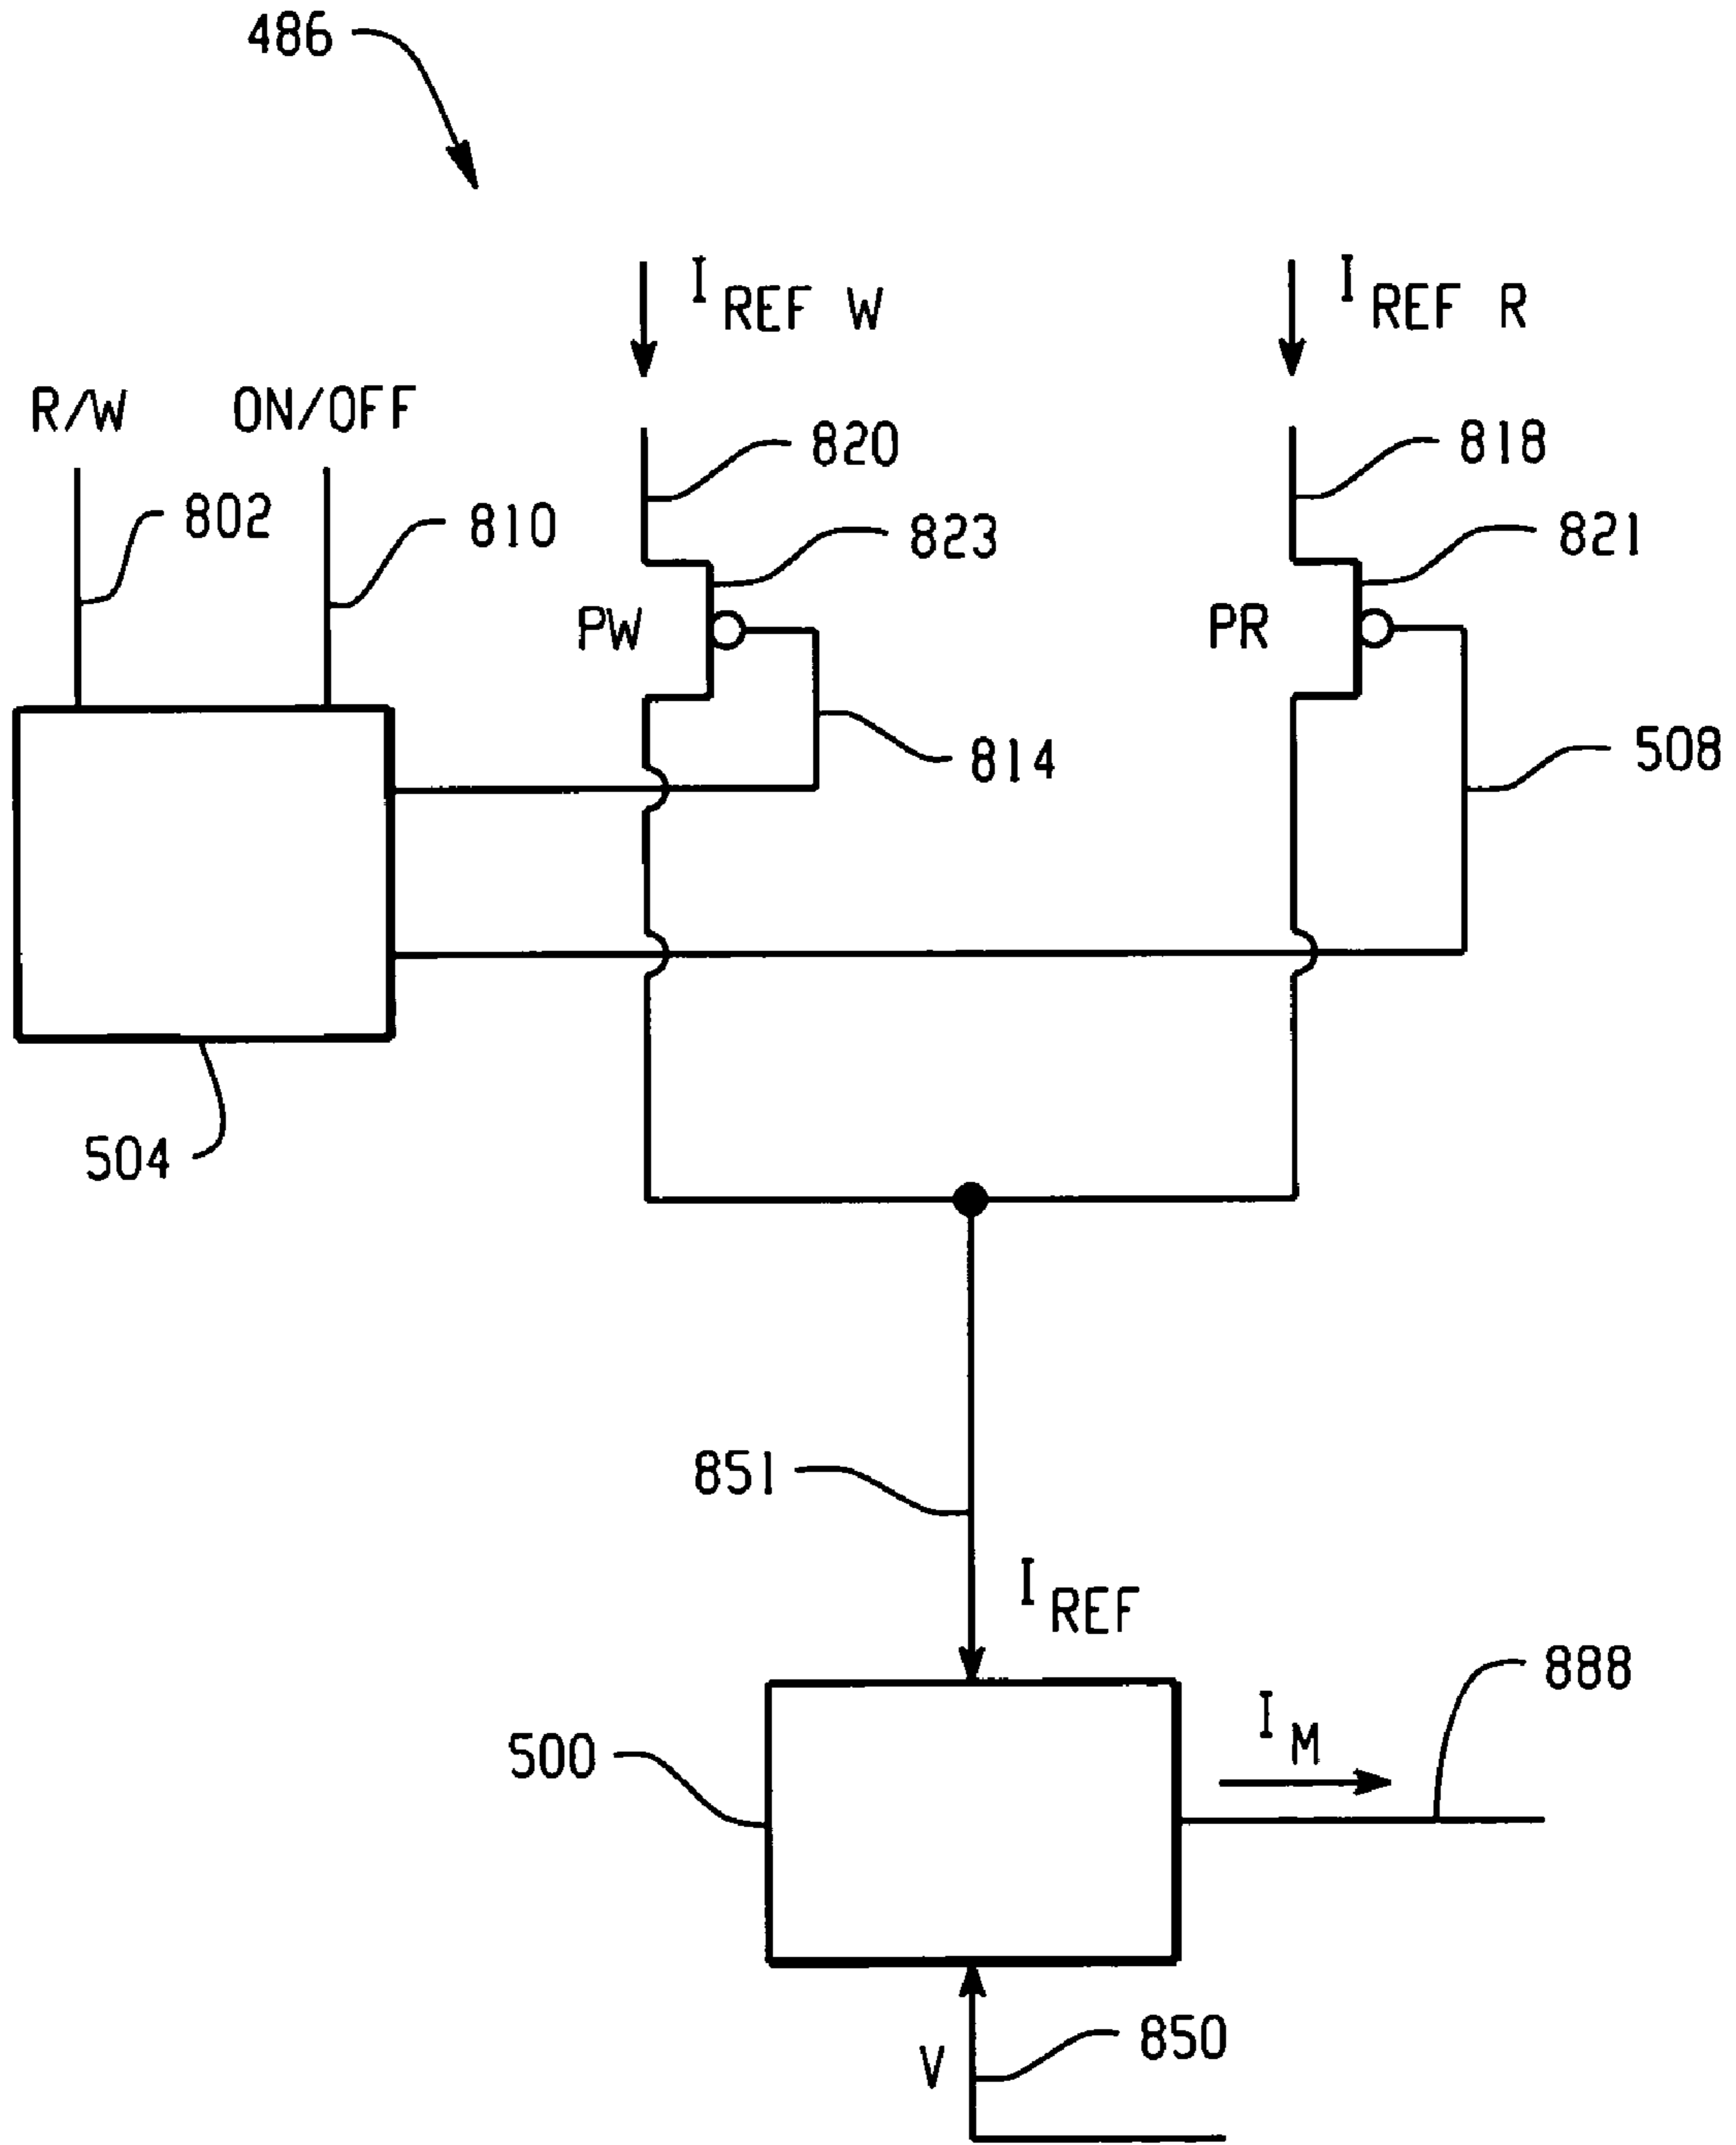 486
I REF W
I REF R
R/W
ON/OFF
820
818
802
810
823
821
PW
PR
814
508
504
851
I REF
888
I M
500
850
V